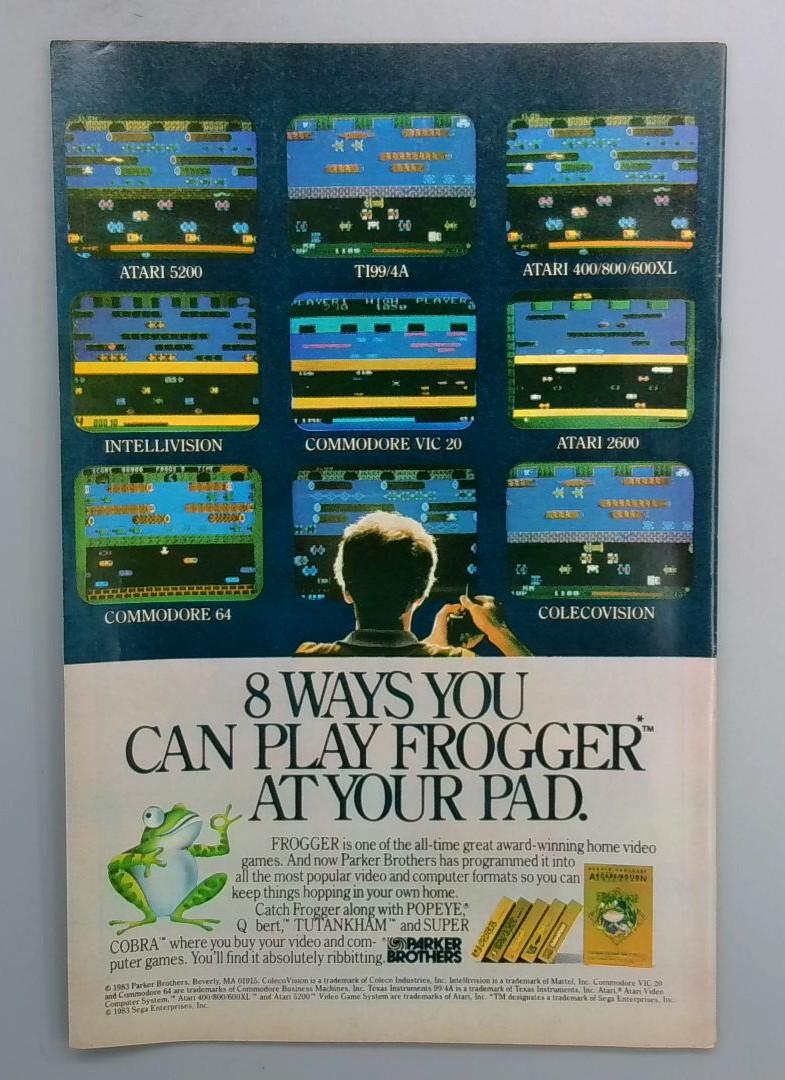 ATARI 5200
TI99/4A
ATARI 400/800/600XL
PLAYER1 HIGH PLAYER
INTELLIVISION
COMMODORE VIC 20
ATARI 2600
COMMODORE 64
COLECOVISION
8 WAYS YOU
CAN PLAY FROGGER*™
AT YOUR PAD.
FROGGER is one of the all-time great award-winning home video
games. And now Parker Brothers has programmed it into
all the most popular video and computer formats so you can
keep things hopping in your own home.
Catch Frogger along with POPEYE,®
Q bert,™ TUTANKHAM™ and SUPER
COBRA™ where you buy your video and com-
puter games. You'll find it absolutely ribbitting.
PARKER
BROTHERS
© 1983 Parker Brothers, Beverly, MA 01915. ColecoVision is a trademark of Coleco Industries, Inc. Intellivision is a trademark of Mattel, Inc. Commodore VIC 20
and Commodore 64 are trademarks of Commodore Business Machines, Inc. Texas Instruments 99/4A is a trademark of Texas Instruments, Inc. Atari,® Atari Video
Computer System,™ Atari 400/800/600XL™ and Atari 5200™ Video Game System are trademarks of Atari, Inc. *TM designates a trademark of Sega Enterprises, Inc.
© 1983 Sega Enterprises, Inc.